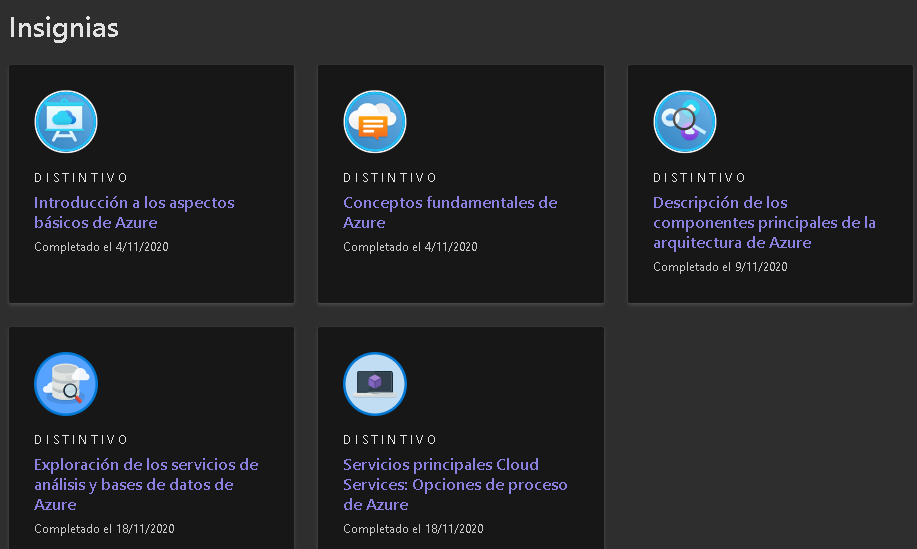 Insignias
DISTINTIVO
Introducción a los aspectos
básicos de Azure
Completado el 4/11/2020
DISTINTIVO
Conceptos fundamentales de
Azure
Completado el 4/11/2020
DISTINTIVO
Descripción de los
componentes principales de la
arquitectura de Azure
Completado el 9/11/2020
DISTINTIVO
Exploración de los servicios de
análisis y bases de datos de
Azure
Completado el 18/11/2020
DISTINTIVO
Servicios principales Cloud
Services: Opciones de proceso
de Azure
Completado el 18/11/2020